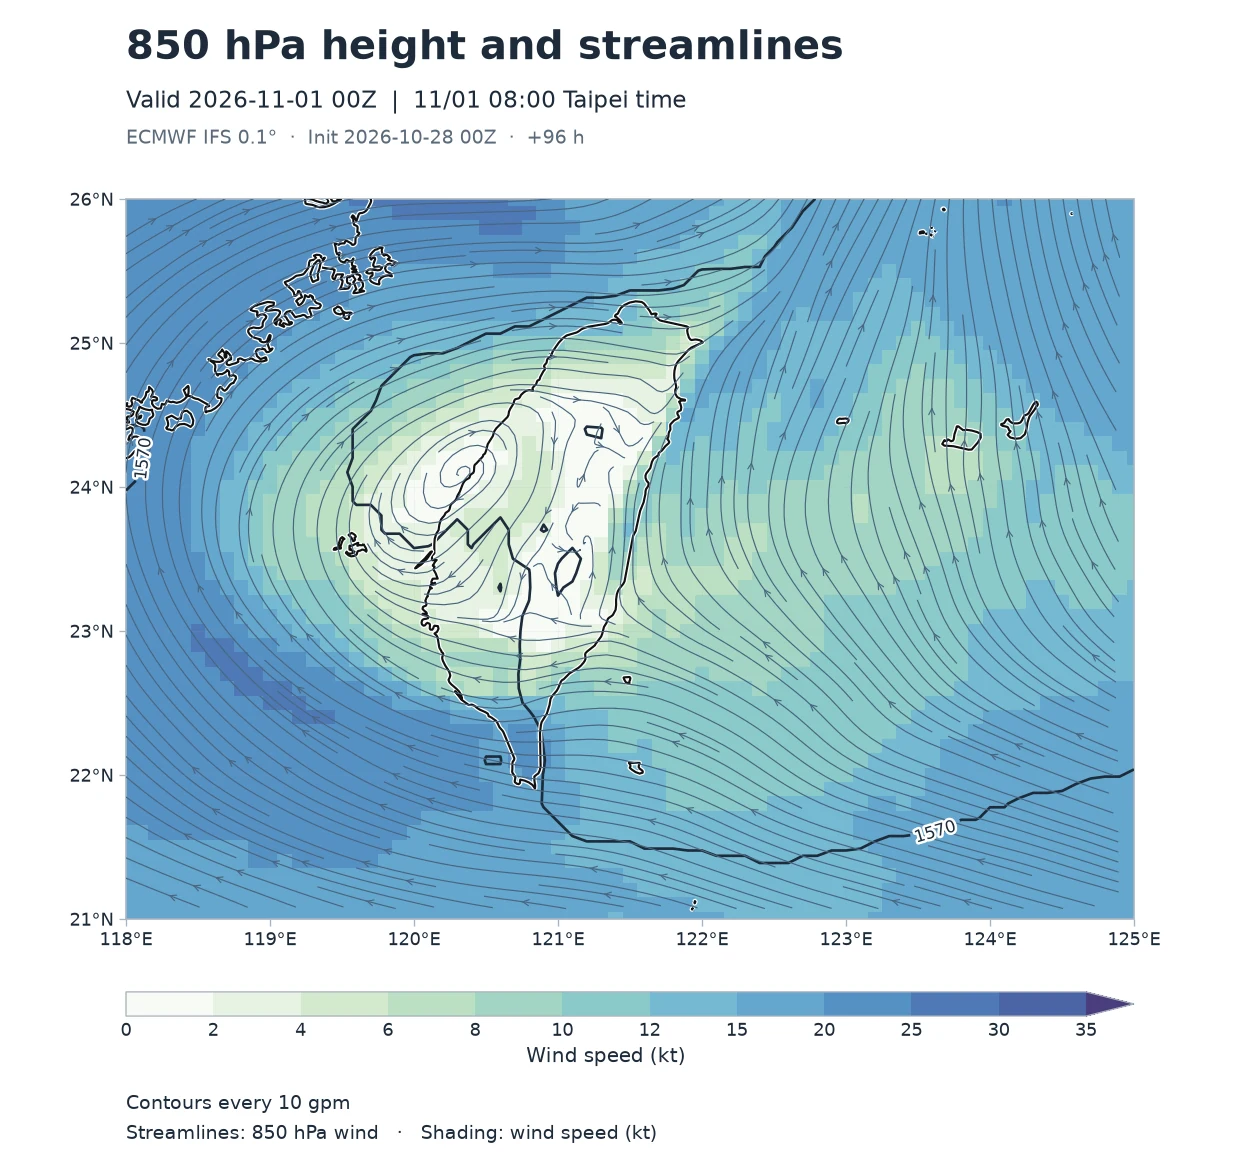 850 hPa height and streamlines
Valid 2026-11-01 00Z | 11/01 08:00 Taipei time
ECMWF IFS 0.1° · Init 2026-10-28 00Z · +96 h
26°N
25°N
1570
24°N
23°N
22°N
1570
21°N
118°E 119°E 120°E 121°E 122°E 123°E 124°E 125°E
0 2 4 6 8 10 12 15 20 25 30 35
Wind speed (kt)
Contours every 10 gpm
Streamlines: 850 hPa wind · Shading: wind speed (kt)